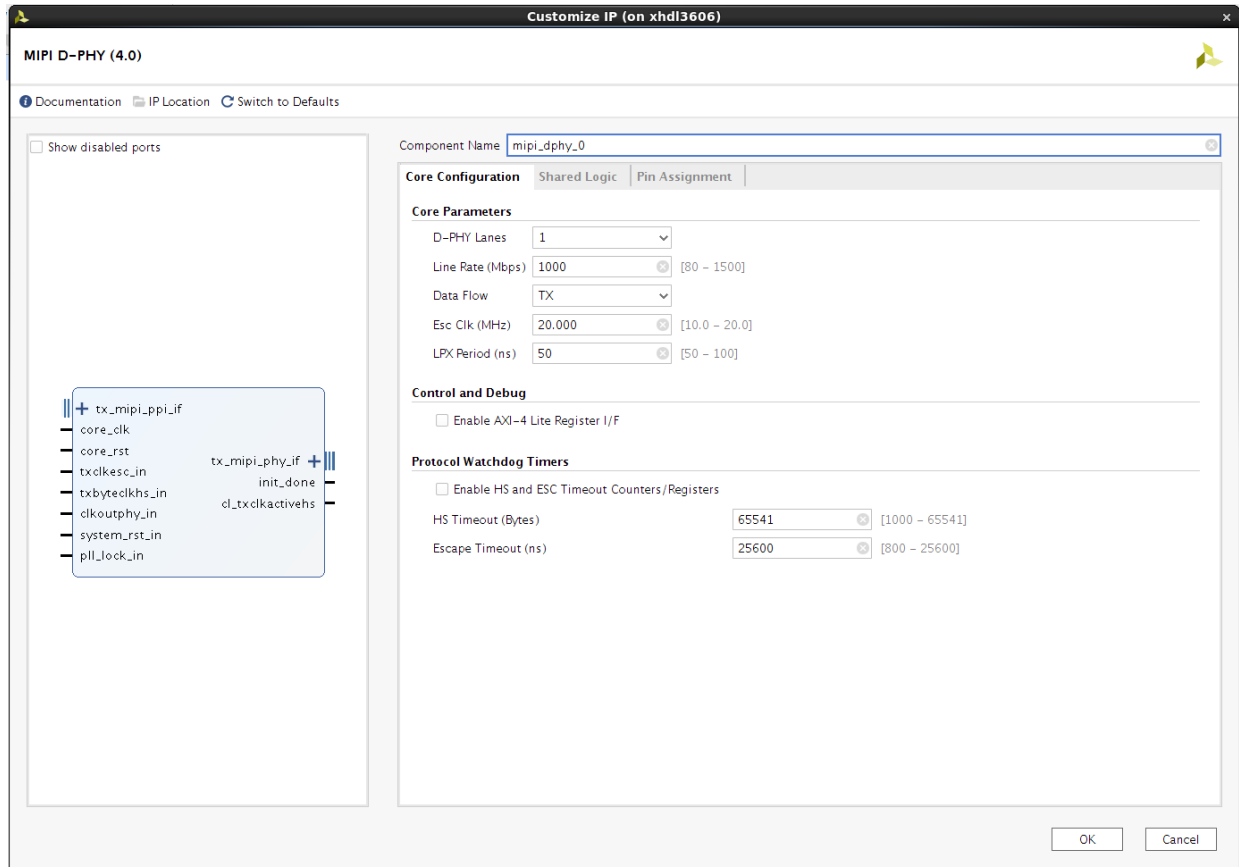 Customize IP (on xhdl3606)
MIPI D-PHY (4.0)
Documentation IP Location Switch to Defaults
Show disabled ports
tx_mipi_ppi_if
core_clk
core_rst
txclkesc_in
txbyteclkhs_in
clkoutphy_in
system_rst_in
pll_lock_in
tx_mipi_phy_if
init_done
cl_txclkactivehs
Component Name mipi_dphy_0
Core Configuration Shared Logic Pin Assignment
Core Parameters
D-PHY Lanes 1
Line Rate (Mbps) 1000 [80 - 1500]
Data Flow TX
Esc Clk (MHz) 20.000 [10.0 - 20.0]
LPX Period (ns) 50 [50 - 100]
Control and Debug
Enable AXI-4 Lite Register I/F
Protocol Watchdog Timers
Enable HS and ESC Timeout Counters/Registers
HS Timeout (Bytes) 65541 [1000 - 65541]
Escape Timeout (ns) 25600 [800 - 25600]
OK Cancel